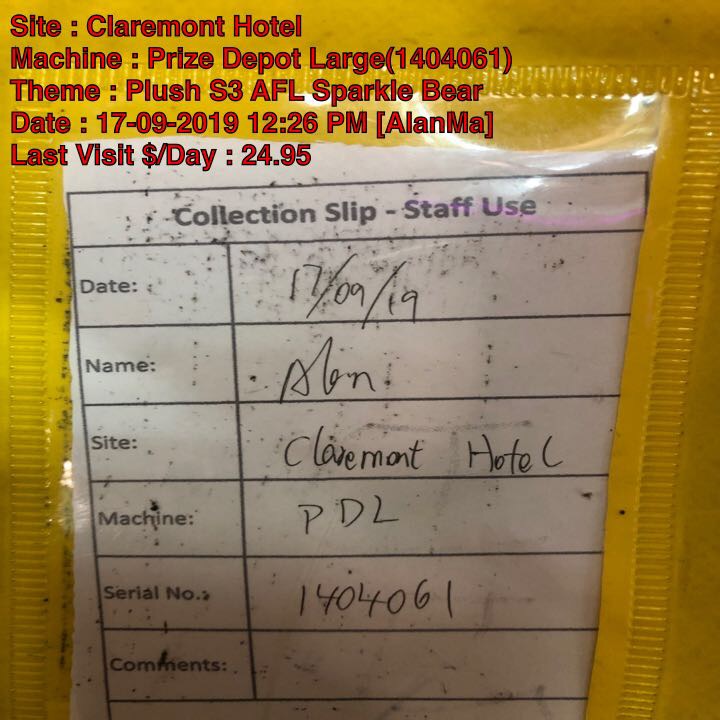 Site : Claremont Hotel
Machine : Prize Depot Large(1404061)
Theme : Plush S3 AFL Sparkle Bear
Date : 17-09-2019 12:26 PM [AlanMa]
Last Visit $/Day : 24.95
Collection Slip - Staff Use
Date: 17/09/19
Name: Alan
Site: Claremont Hotel
Machine: PDL
Serial No.: 1404061
Comments: